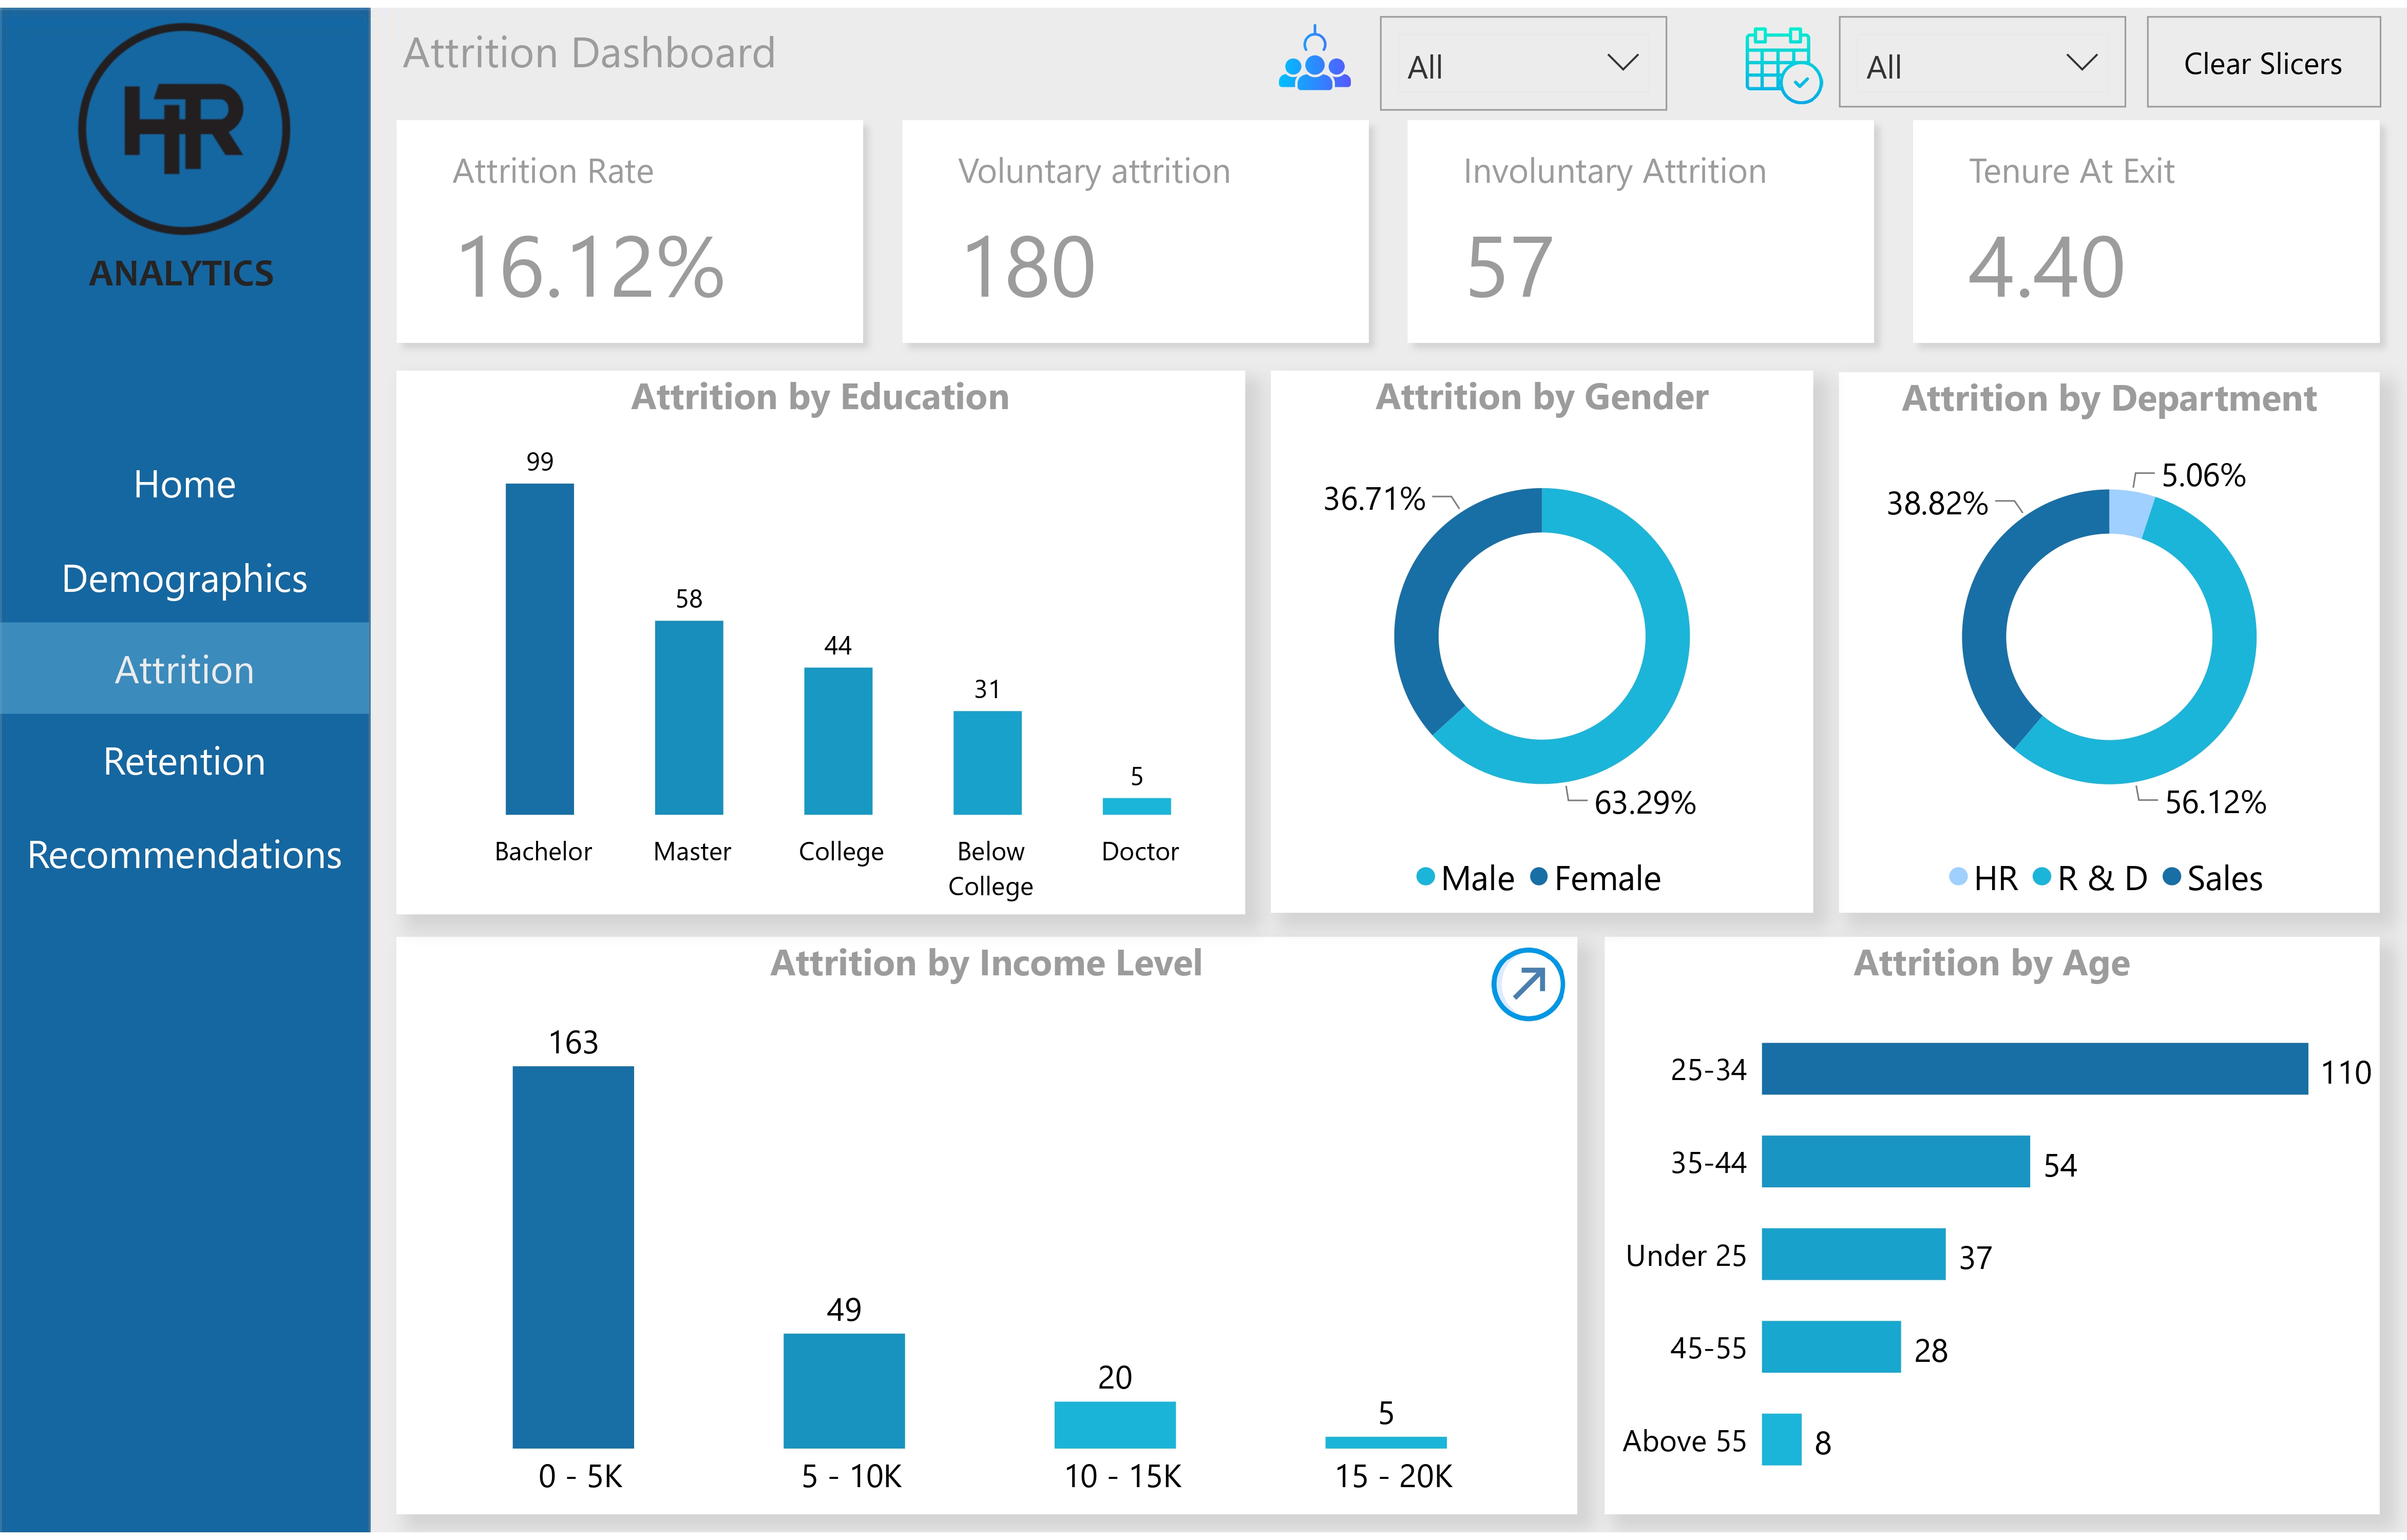 HR
ANALYTICS
Home
Demographics
Attrition
Retention
Recommendations
Attrition Dashboard
All
All
Clear Slicers
Attrition Rate
16.12%
Voluntary attrition
180
Involuntary Attrition
57
Tenure At Exit
4.40
Attrition by Education
99
58
44
31
5
Bachelor
Master
College
Below
College
Doctor
Attrition by Gender
36.71%
63.29%
Male Female
Attrition by Department
5.06%
38.82%
56.12%
HR R & D Sales
Attrition by Income Level
163
49
20
5
0 - 5K
5 - 10K
10 - 15K
15 - 20K
Attrition by Age
25-34 110
35-44 54
Under 25 37
45-55 28
Above 55 8